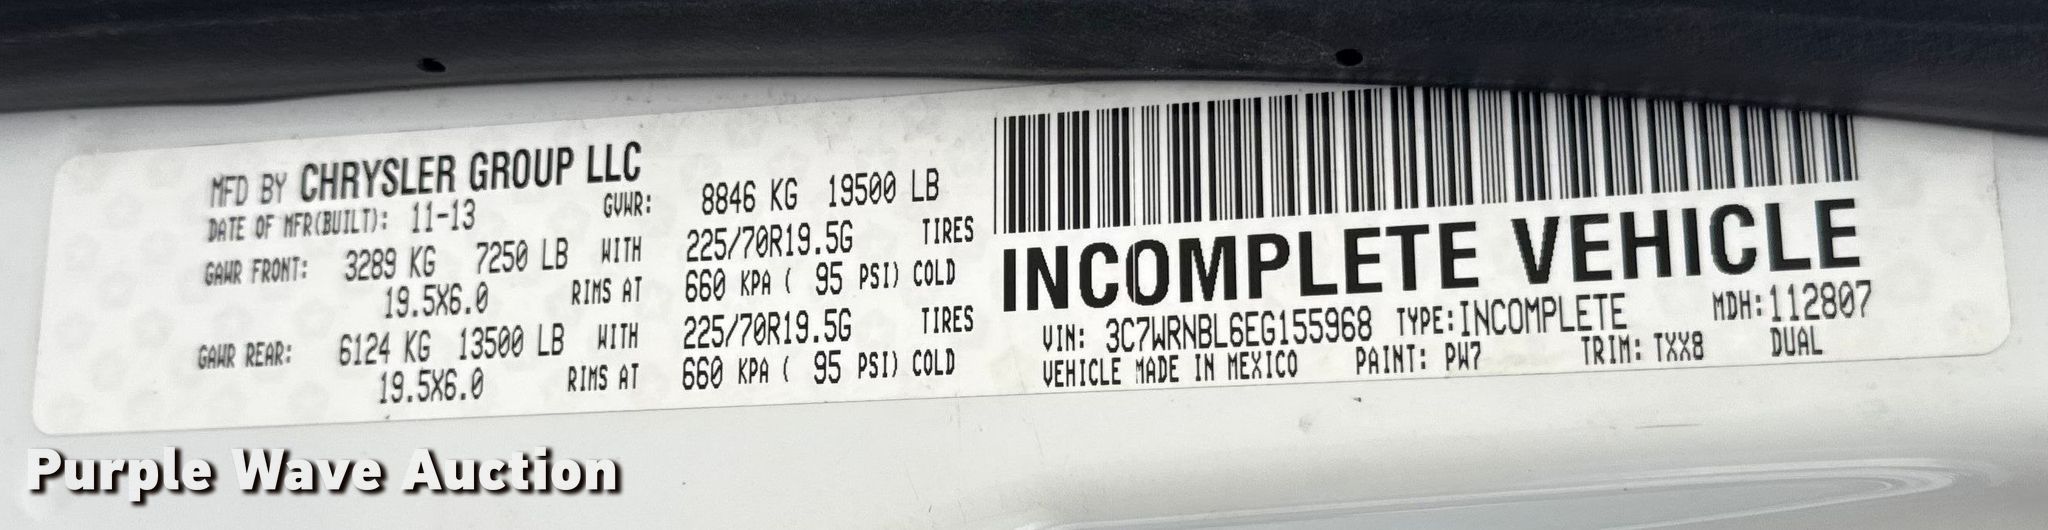 MFD BY CHRYSLER GROUP LLC
DATE OF MFR(BUILT): 11-13 GVWR: 8846 KG 19500 LB
GAWR FRONT: 3289 KG 7250 LB WITH 225/70R19.5G TIRES
19.5X6.0 RIMS AT 660 KPA ( 95 PSI) COLD
GAWR REAR: 6124 KG 13500 LB WITH 225/70R19.5G TIRES
19.5X6.0 RIMS AT 660 KPA ( 95 PSI) COLD
INCOMPLETE VEHICLE
VIN: 3C7WRNBL6EG155968 TYPE:INCOMPLETE MDH:112807
VEHICLE MADE IN MEXICO PAINT: PW7 TRIM: TXX8 DUAL
Purple Wave Auction